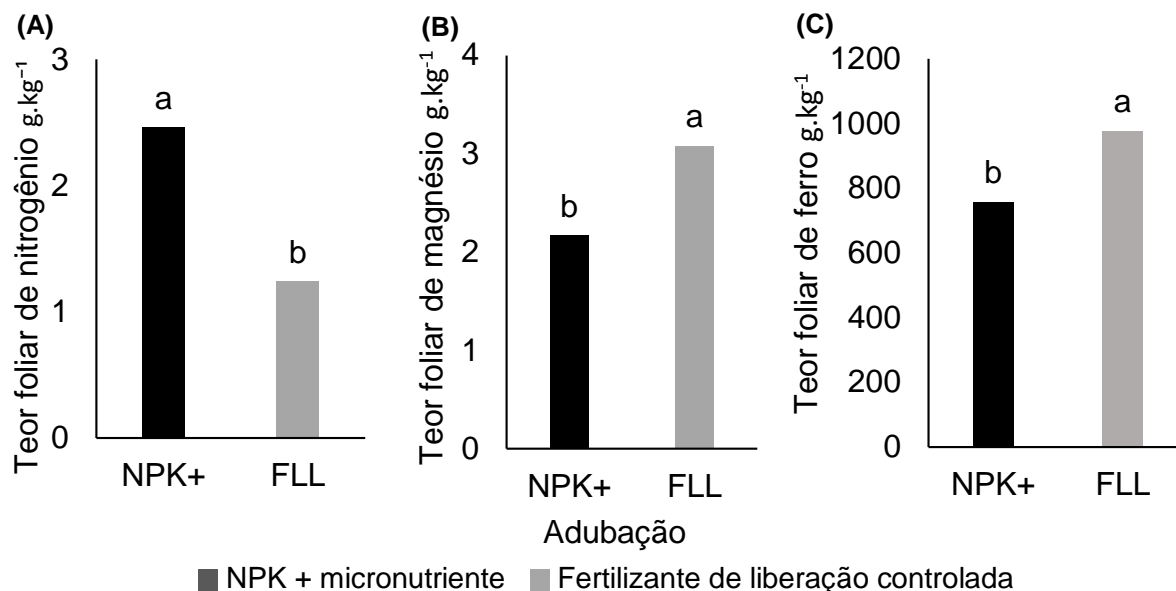 (A)
Teor foliar de nitrogênio g.kg⁻¹
3
2
1
0
a
b
NPK+ FLL
(B)
Teor foliar de magnésio g.kg⁻¹
4
3
2
1
0
b
a
NPK+ FLL
(C)
Teor foliar de ferro g.kg⁻¹
1200
1000
800
600
400
200
0
b
a
NPK+ FLL
Adubação
NPK + micronutriente Fertilizante de liberação controlada